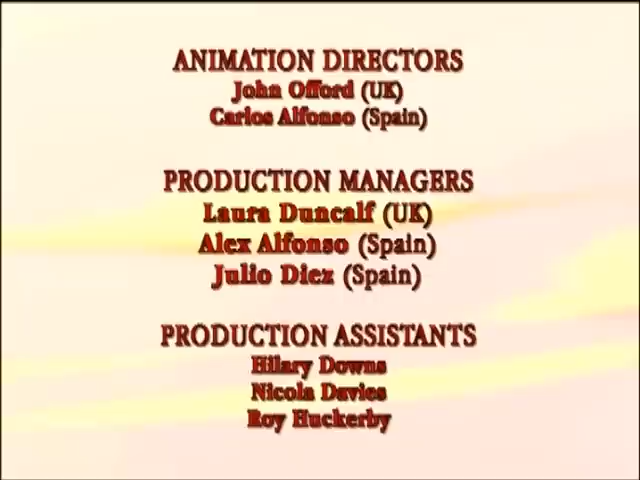 ANIMATION DIRECTORS
John Offord (UK)
Carlos Alfonso (Spain)
PRODUCTION MANAGERS
Laura Duncalf (UK)
Alex Alfonso (Spain)
Julio Diez (Spain)
PRODUCTION ASSISTANTS
Hilary Downs
Nicola Davies
Roy Huckerby